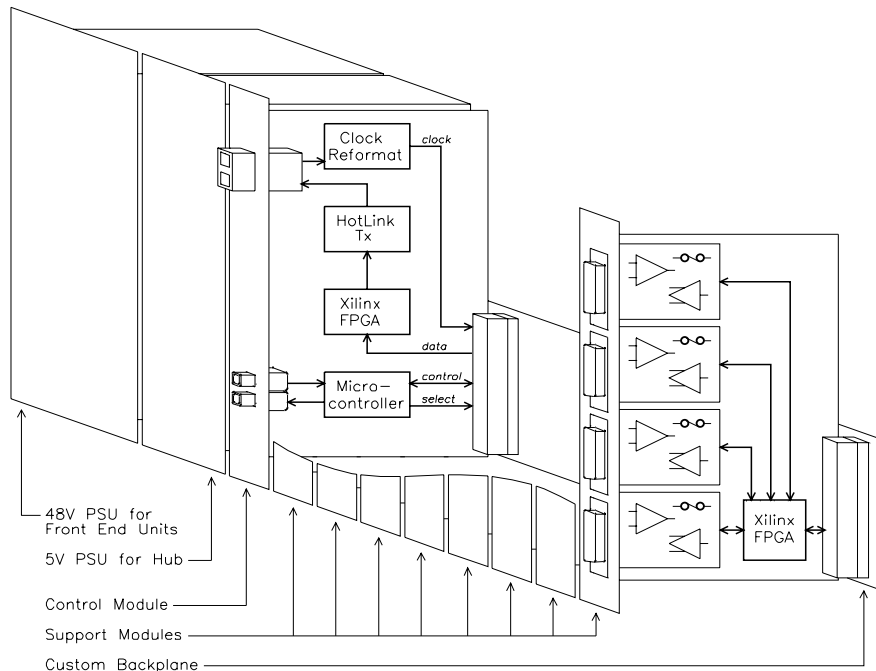 Clock
Reformat
clock
HotLink
Tx
Xilinx
FPGA
data
Micro-
controller
control
select
Xilinx
FPGA
48V PSU for
Front End Units
5V PSU for Hub
Control Module
Support Modules
Custom Backplane